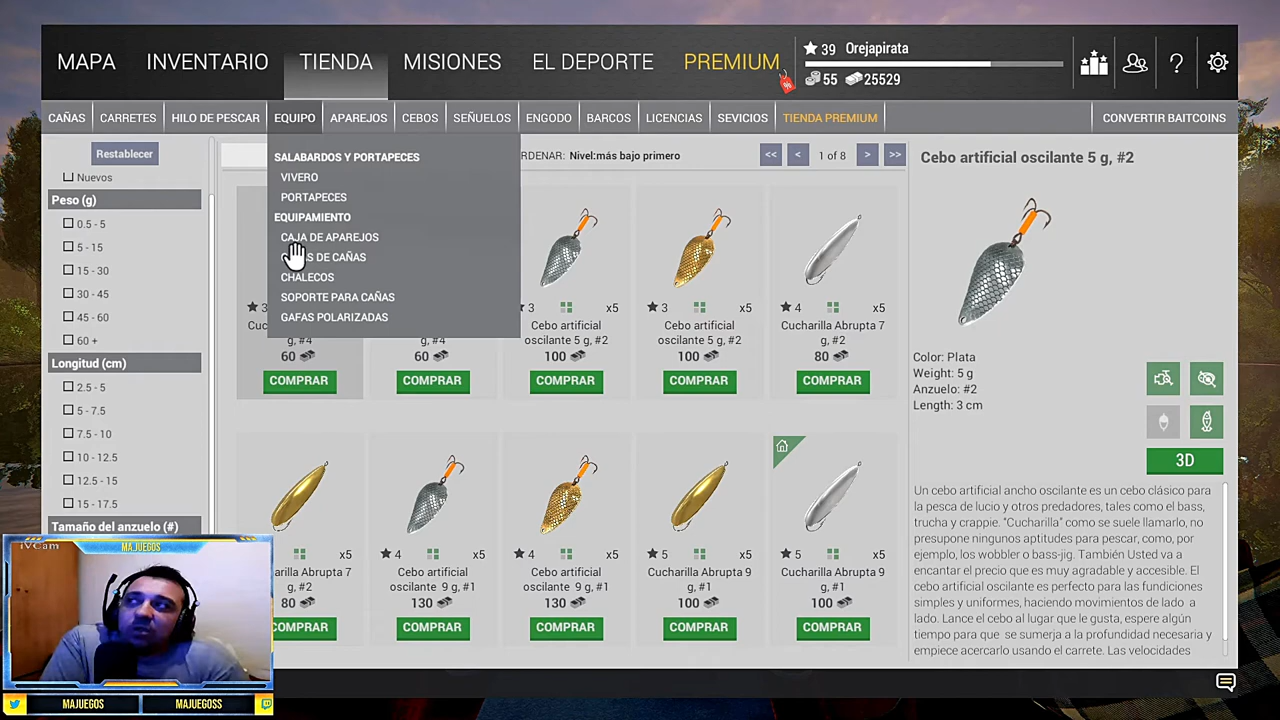 MAPA INVENTARIO TIENDA MISIONES EL DEPORTE PREMIUM
39 Orejapirata
55 25529
CAÑAS CARRETES HILO DE PESCAR EQUIPO APAREJOS CEBOS SEÑUELOS ENGODO BARCOS LICENCIAS SEVICIOS TIENDA PREMIUM CONVERTIR BAITCOINS
Restablecer
Nuevos
Peso (g)
0.5 - 5
5 - 15
15 - 30
30 - 45
45 - 60
60 +
Longitud (cm)
2.5 - 5
5 - 7.5
7.5 - 10
10 - 12.5
12.5 - 15
15 - 17.5
Tamaño del anzuelo (#)
SALABARDOS Y PORTAPECES
VIVERO
PORTAPECES
EQUIPAMIENTO
CAJA DE APAREJOS
DE CAÑAS
CHALECOS
SOPORTE PARA CAÑAS
GAFAS POLARIZADAS
RDENAR: Nivel:más bajo primero
<< < 1 of 8 > >>
3 3 x5 3 x5 4 x5
Cebo artificial Cebo artificial Cucharilla Abrupta 7
g, #4 g, #4 oscilante 5 g, #2 oscilante 5 g, #2 g, #2
60 60 100 100 80
COMPRAR COMPRAR COMPRAR COMPRAR COMPRAR
x5 4 x5 4 x5 5 x5 5 x5
arilla Abrupta 7 Cebo artificial Cebo artificial Cucharilla Abrupta 9 Cucharilla Abrupta 9
g, #2 oscilante 9 g, #1 oscilante 9 g, #1 g, #1 g, #1
80 130 130 100 100
COMPRAR COMPRAR COMPRAR COMPRAR COMPRAR
Cebo artificial oscilante 5 g, #2
Color: Plata
Weight: 5 g
Anzuelo: #2
Length: 3 cm
3D
Un cebo artificial ancho oscilante es un cebo clásico para
la pesca de lucio y otros predadores, tales como el bass,
trucha y crappie. "Cucharilla" como se suele llamarlo, no
presupone ningunos aptitudes para pescar, como, por
ejemplo, los wobbler o bass-jig. También Usted va a
encantar el precio que es muy agradable y accesible. El
cebo artificial oscilante es perfecto para las fundiciones
simples y uniformes, haciendo movimientos de lado a
lado. Lance el cebo al lugar que le gusta, espere algún
tiempo para que se sumerja a la profundidad necesaria y
empiece acercarlo usando el carrete. Las velocidades
iVCam
MAJUEGOS
MAJUEGOS MAJUEGOSS